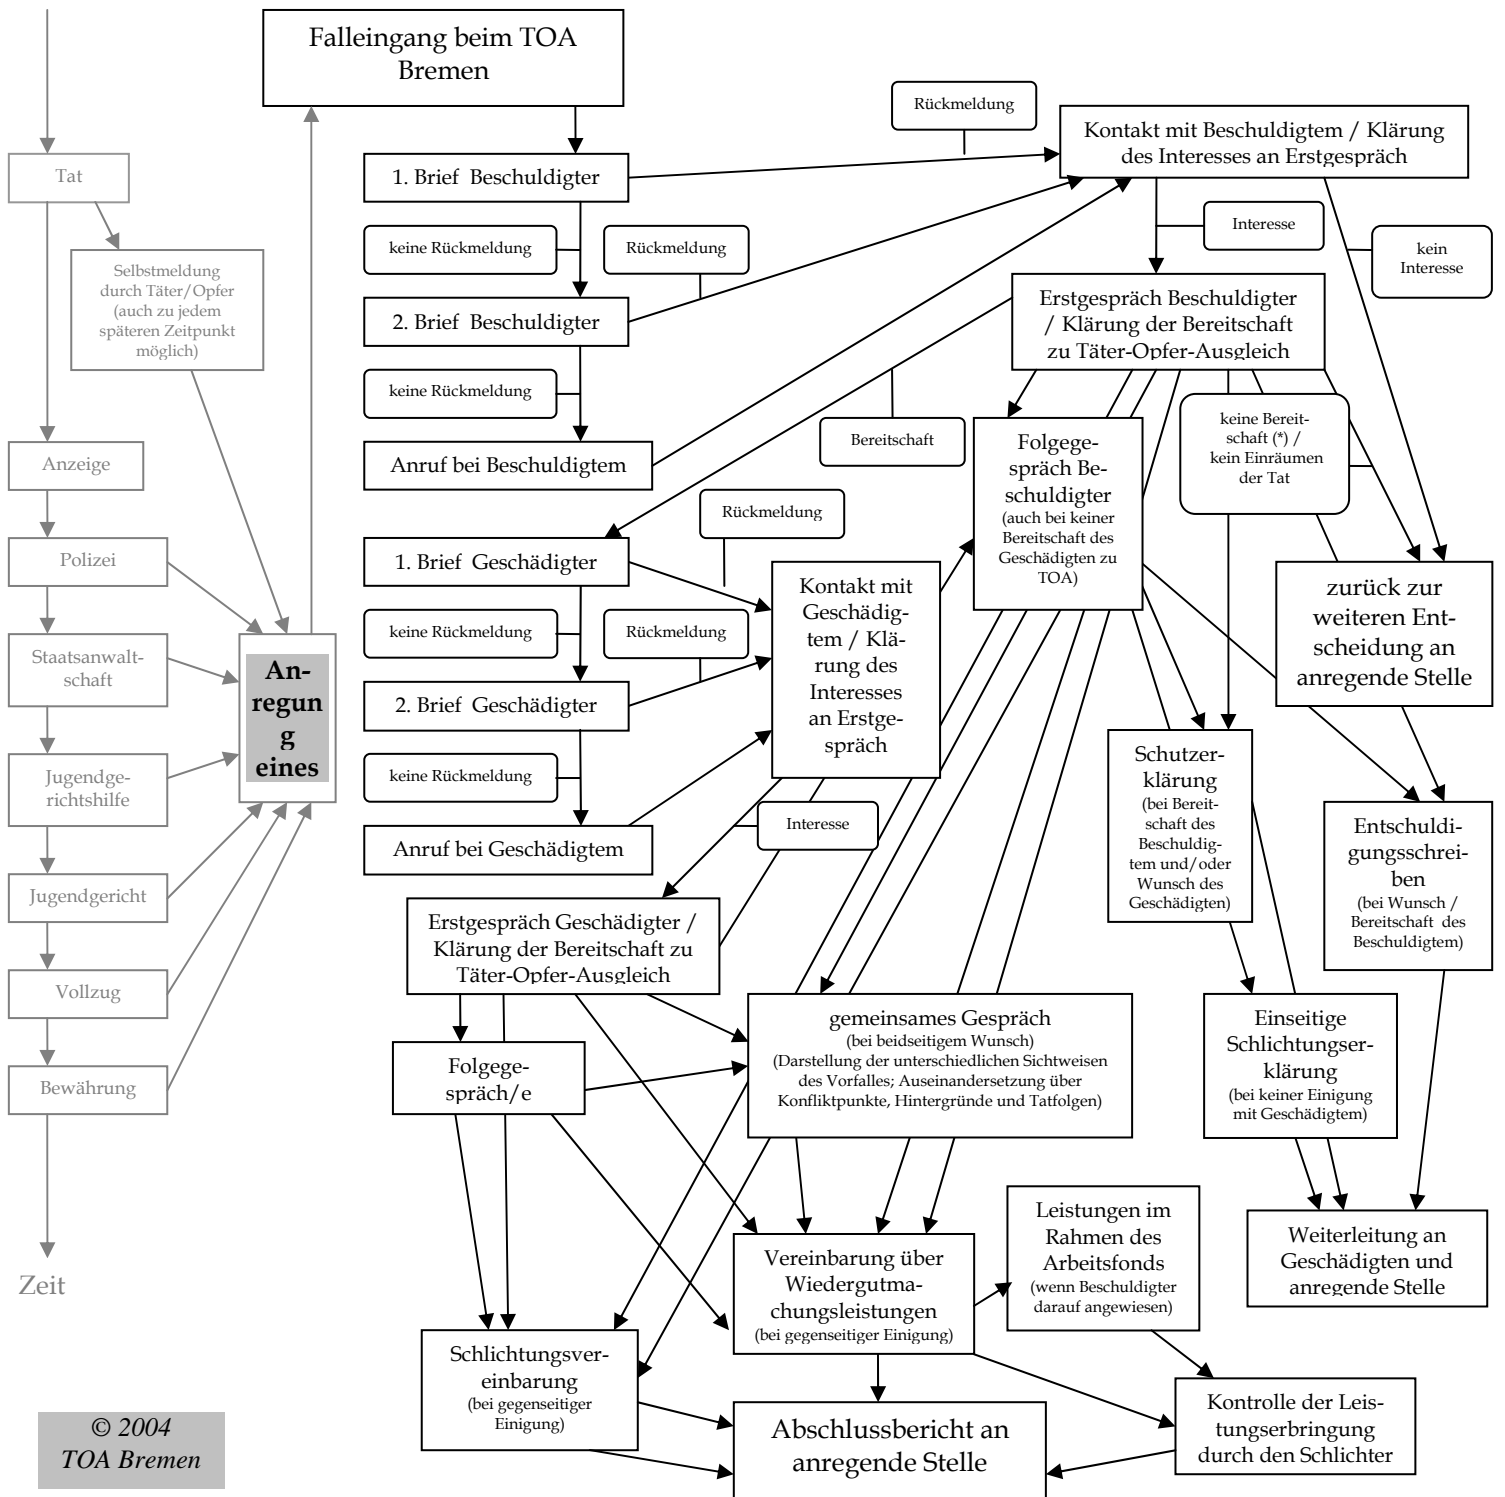 Falleingang beim TOA
Bremen
Tat
Selbstmeldung
durch Täter/Opfer
(auch zu jedem
späteren Zeitpunkt
möglich)
Anzeige
Polizei
Staatsanwalt-
schaft
Jugendge-
richtshilfe
Jugendgericht
Vollzug
Bewährung
Zeit
An-
regun
g
eines
1. Brief Beschuldigter
keine Rückmeldung
Rückmeldung
2. Brief Beschuldigter
keine Rückmeldung
Anruf bei Beschuldigtem
Rückmeldung
Kontakt mit Beschuldigtem / Klärung
des Interesses an Erstgespräch
Interesse
kein
Interesse
Erstgespräch Beschuldigter
/ Klärung der Bereitschaft
zu Täter-Opfer-Ausgleich
Bereitschaft
Folgege-
spräch Be-
schuldigter
(auch bei keiner
Bereitschaft des
Geschädigten zu
TOA)
keine Bereit-
schaft (*) /
kein Einräumen
der Tat
zurück zur
weiteren Ent-
scheidung an
anregende Stelle
1. Brief Geschädigter
Rückmeldung
keine Rückmeldung
Rückmeldung
2. Brief Geschädigter
keine Rückmeldung
Anruf bei Geschädigtem
Kontakt mit
Geschädig-
tem / Klä-
rung des
Interesses
an Erstge-
spräch
Interesse
Schutzer-
klärung
(bei Bereit-
schaft des
Beschuldig-
tem und/oder
Wunsch des
Geschädigten)
Entschuldi-
gungsschrei-
ben
(bei Wunsch /
Bereitschaft des
Beschuldigtem)
Erstgespräch Geschädigter /
Klärung der Bereitschaft zu
Täter-Opfer-Ausgleich
Folgege-
spräch/e
gemeinsames Gespräch
(bei beidseitigem Wunsch)
(Darstellung der unterschiedlichen Sichtweisen
des Vorfalles; Auseinandersetzung über
Konfliktpunkte, Hintergründe und Tatfolgen)
Einseitige
Schlichtungser-
klärung
(bei keiner Einigung
mit Geschädigtem)
Leistungen im
Rahmen des
Arbeitsfonds
(wenn Beschuldigter
darauf angewiesen)
Weiterleitung an
Geschädigten und
anregende Stelle
Vereinbarung über
Wiedergutma-
chungsleistungen
(bei gegenseitiger Einigung)
Schlichtungsver-
einbarung
(bei gegenseitiger
Einigung)
Kontrolle der Leis-
tungserbringung
durch den Schlichter
Abschlussbericht an
anregende Stelle
© 2004
TOA Bremen